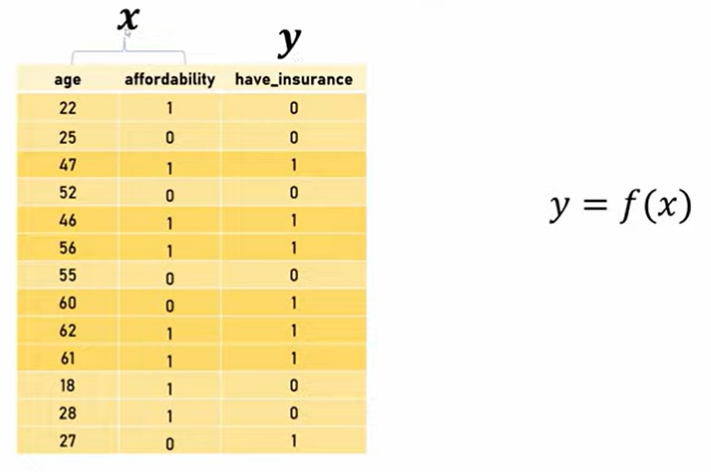 x
y
age affordability have_insurance
22 1 0
25 0 0
47 1 1
52 0 0
46 1 1
56 1 1
55 0 0
60 0 1
62 1 1
61 1 1
18 1 0
28 1 0
27 0 1
y = f(x)